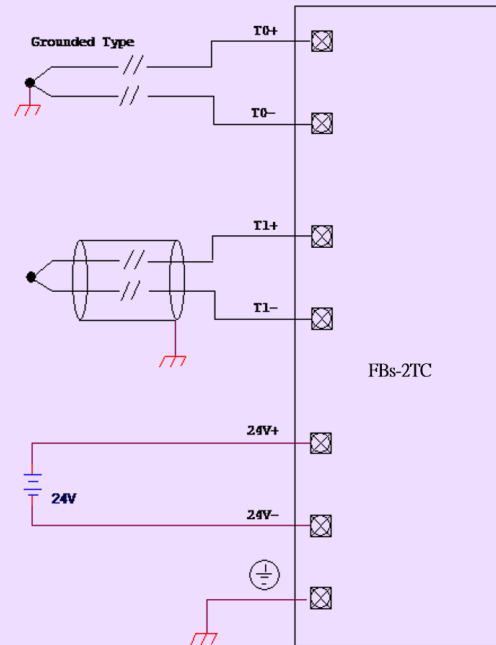 Grounded Type
T0+
T0-
T1+
T1-
FBs-2TC
24V+
24V
24V-